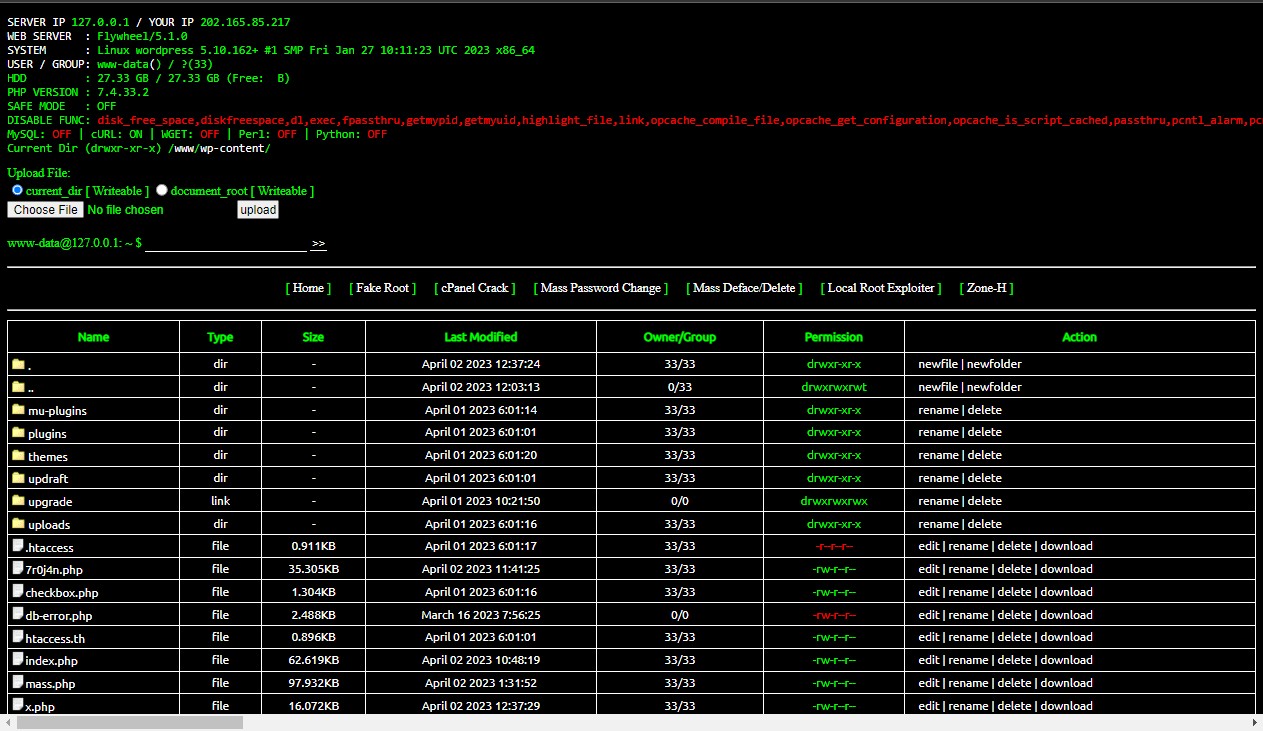 SERVER IP 127.0.0.1 / YOUR IP 202.165.85.217
WEB SERVER : Flywheel/5.1.0
SYSTEM : Linux wordpress 5.10.162+ #1 SMP Fri Jan 27 10:11:23 UTC 2023 x86_64
USER / GROUP: www-data() / ?(33)
HDD : 27.33 GB / 27.33 GB (Free: B)
PHP VERSION : 7.4.33.2
SAFE MODE : OFF
DISABLE FUNC: disk_free_space,diskfreespace,dl,exec,fpassthru,getmypid,getmyuid,highlight_file,link,opcache_compile_file,opcache_get_configuration,opcache_is_script_cached,passthru,pcntl_alarm,pc
MySQL: OFF | cURL: ON | WGET: OFF | Perl: OFF | Python: OFF
Current Dir (drwxr-xr-x) /www/wp-content/
Upload File:
current_dir [ Writeable ] document_root [ Writeable ]
Choose File No file chosen upload
www-data@127.0.0.1: ~ $ >>
[ Home ] [ Fake Root ] [ cPanel Crack ] [ Mass Password Change ] [ Mass Deface/Delete ] [ Local Root Exploiter ] [ Zone-H ]
Name Type Size Last Modified Owner/Group Permission Action
. dir - April 02 2023 12:37:24 33/33 drwxr-xr-x newfile | newfolder
.. dir - April 02 2023 12:03:13 0/33 drwxrwxrwt newfile | newfolder
mu-plugins dir - April 01 2023 6:01:14 33/33 drwxr-xr-x rename | delete
plugins dir - April 01 2023 6:01:01 33/33 drwxr-xr-x rename | delete
themes dir - April 01 2023 6:01:20 33/33 drwxr-xr-x rename | delete
updraft dir - April 01 2023 6:01:01 33/33 drwxr-xr-x rename | delete
upgrade link - April 01 2023 10:21:50 0/0 drwxrwxrwx rename | delete
uploads dir - April 01 2023 6:01:16 33/33 drwxr-xr-x rename | delete
.htaccess file 0.911KB April 01 2023 6:01:17 33/33 -r--r--r-- edit | rename | delete | download
7r0j4n.php file 35.305KB April 02 2023 11:41:25 33/33 -rw-r--r-- edit | rename | delete | download
checkbox.php file 1.304KB April 01 2023 6:01:16 33/33 -rw-r--r-- edit | rename | delete | download
db-error.php file 2.488KB March 16 2023 7:56:25 0/0 -rw-r--r-- edit | rename | delete | download
htaccess.th file 0.896KB April 01 2023 6:01:01 33/33 -rw-r--r-- edit | rename | delete | download
index.php file 62.619KB April 02 2023 10:48:19 33/33 -rw-r--r-- edit | rename | delete | download
mass.php file 97.932KB April 02 2023 1:31:52 33/33 -rw-r--r-- edit | rename | delete | download
x.php file 16.072KB April 02 2023 12:37:29 33/33 -rw-r--r-- edit | rename | delete | download